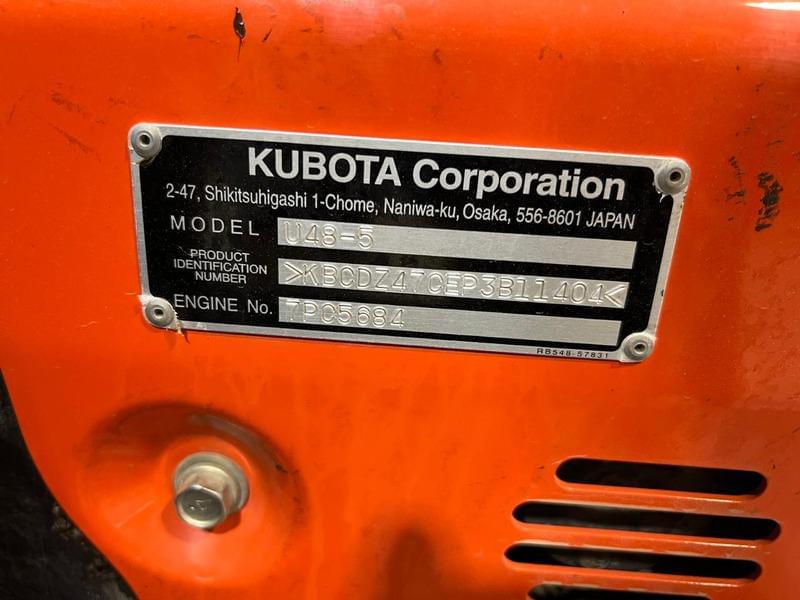 KUBOTA Corporation
2-47, Shikitsuhigashi 1-Chome, Naniwa-ku, Osaka, 556-8601 JAPAN
MODEL U48-5
PRODUCT IDENTIFICATION NUMBER >KBCDZ47CEP3B11404<
ENGINE No. 7PC5684
RB548-57831